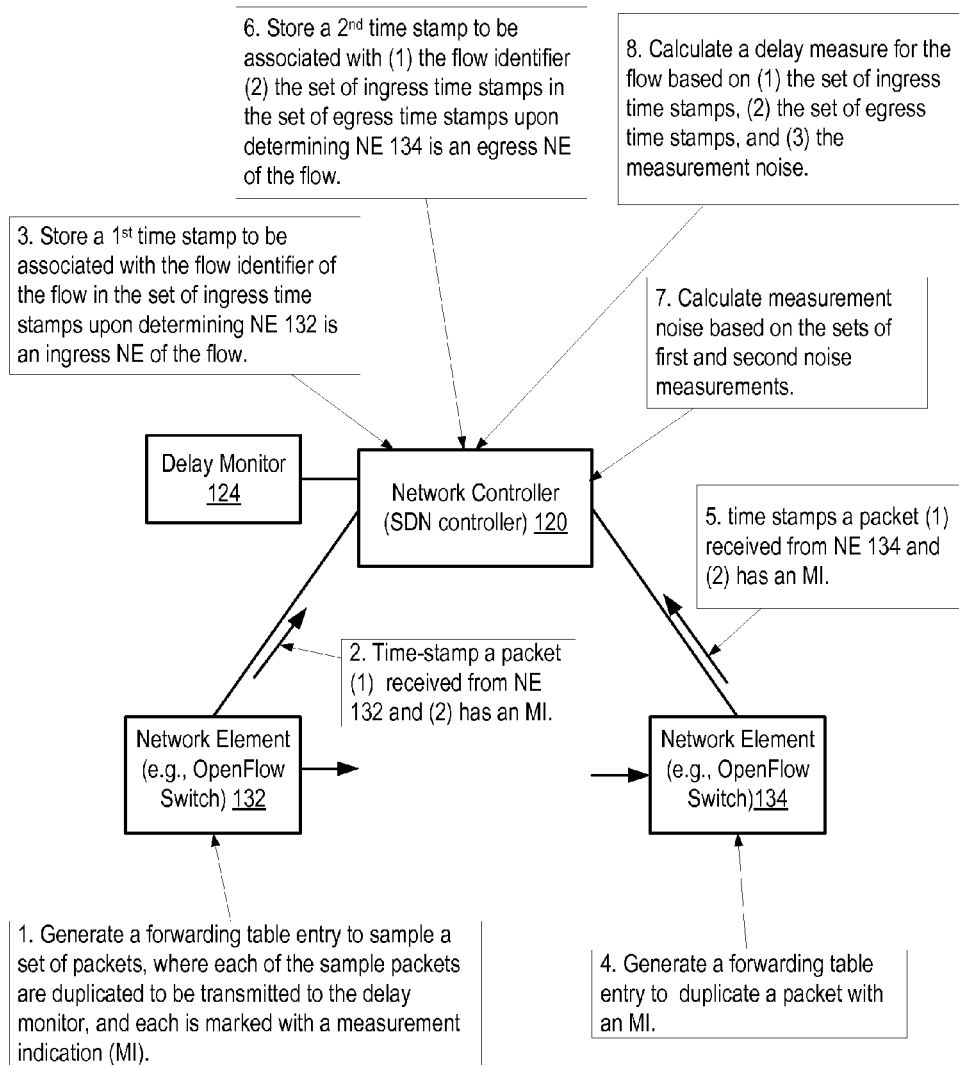 6. Store a 2nd time stamp to be
associated with (1) the flow identifier
(2) the set of ingress time stamps in
the set of egress time stamps upon
determining NE 134 is an egress NE
of the flow.
8. Calculate a delay measure for the
flow based on (1) the set of ingress
time stamps, (2) the set of egress
time stamps, and (3) the
measurement noise.
3. Store a 1st time stamp to be
associated with the flow identifier of
the flow in the set of ingress time
stamps upon determining NE 132 is
an ingress NE of the flow.
7. Calculate measurement
noise based on the sets of
first and second noise
measurements.
Delay Monitor
124
Network Controller
(SDN controller) 120
5. time stamps a packet (1)
received from NE 134 and
(2) has an MI.
2. Time-stamp a packet
(1) received from NE
132 and (2) has an MI.
Network Element
(e.g., OpenFlow
Switch) 132
Network Element
(e.g., OpenFlow
Switch)134
1. Generate a forwarding table entry to sample a
set of packets, where each of the sample packets
are duplicated to be transmitted to the delay
monitor, and each is marked with a measurement
indication (MI).
4. Generate a forwarding table
entry to duplicate a packet with
an MI.